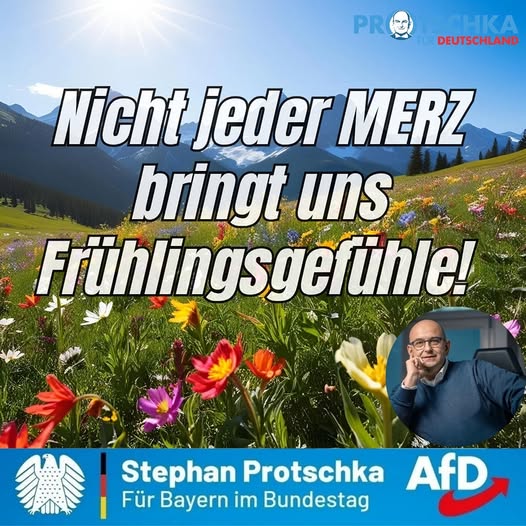 PROTSCHKA
FÜR DEUTSCHLAND
Nicht jeder MERZ
bringt uns
Frühlingsgefühle!
Stephan Protschka
Für Bayern im Bundestag
AfD